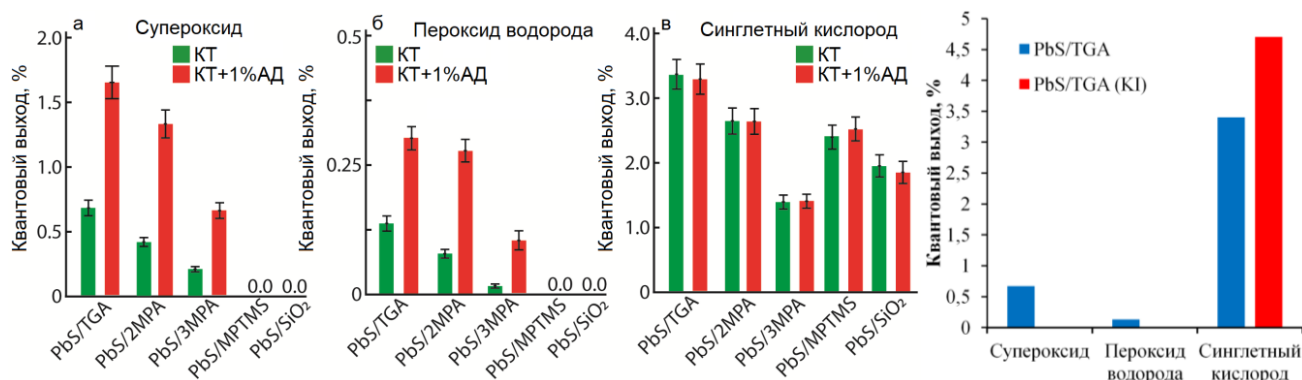 а
Супероксид
КТ
КТ+1%АД
Квантовый выход, %
2.0
1.5
1.0
0.5
0
0.0 0.0
PbS/TGA
PbS/2MPA
PbS/3MPA
PbS/MPTMS
PbS/SiO₂
б
Пероксид водорода
КТ
КТ+1%АД
Квантовый выход, %
0.5
0.25
0
0.0 0.0
PbS/TGA
PbS/2MPA
PbS/3MPA
PbS/MPTMS
PbS/SiO₂
в
Синглетный кислород
КТ
КТ+1%АД
Квантовый выход, %
4.0
3.0
2.0
1.0
0
PbS/TGA
PbS/2MPA
PbS/3MPA
PbS/MPTMS
PbS/SiO₂
PbS/TGA
PbS/TGA (KI)
Квантовый выход, %
5
4,5
4
3,5
3
2,5
2
1,5
1
0,5
0
Супероксид
Пероксид
водорода
Синглетный
кислород